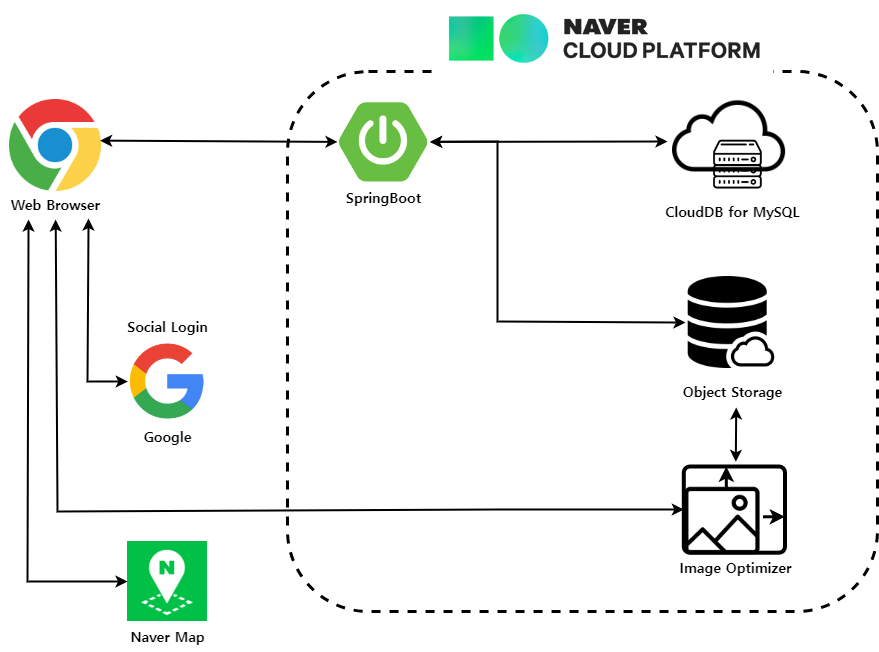 NAVER
CLOUD PLATFORM
Web Browser
SpringBoot
CloudDB for MySQL
Social Login
Google
Object Storage
Image Optimizer
N
Naver Map